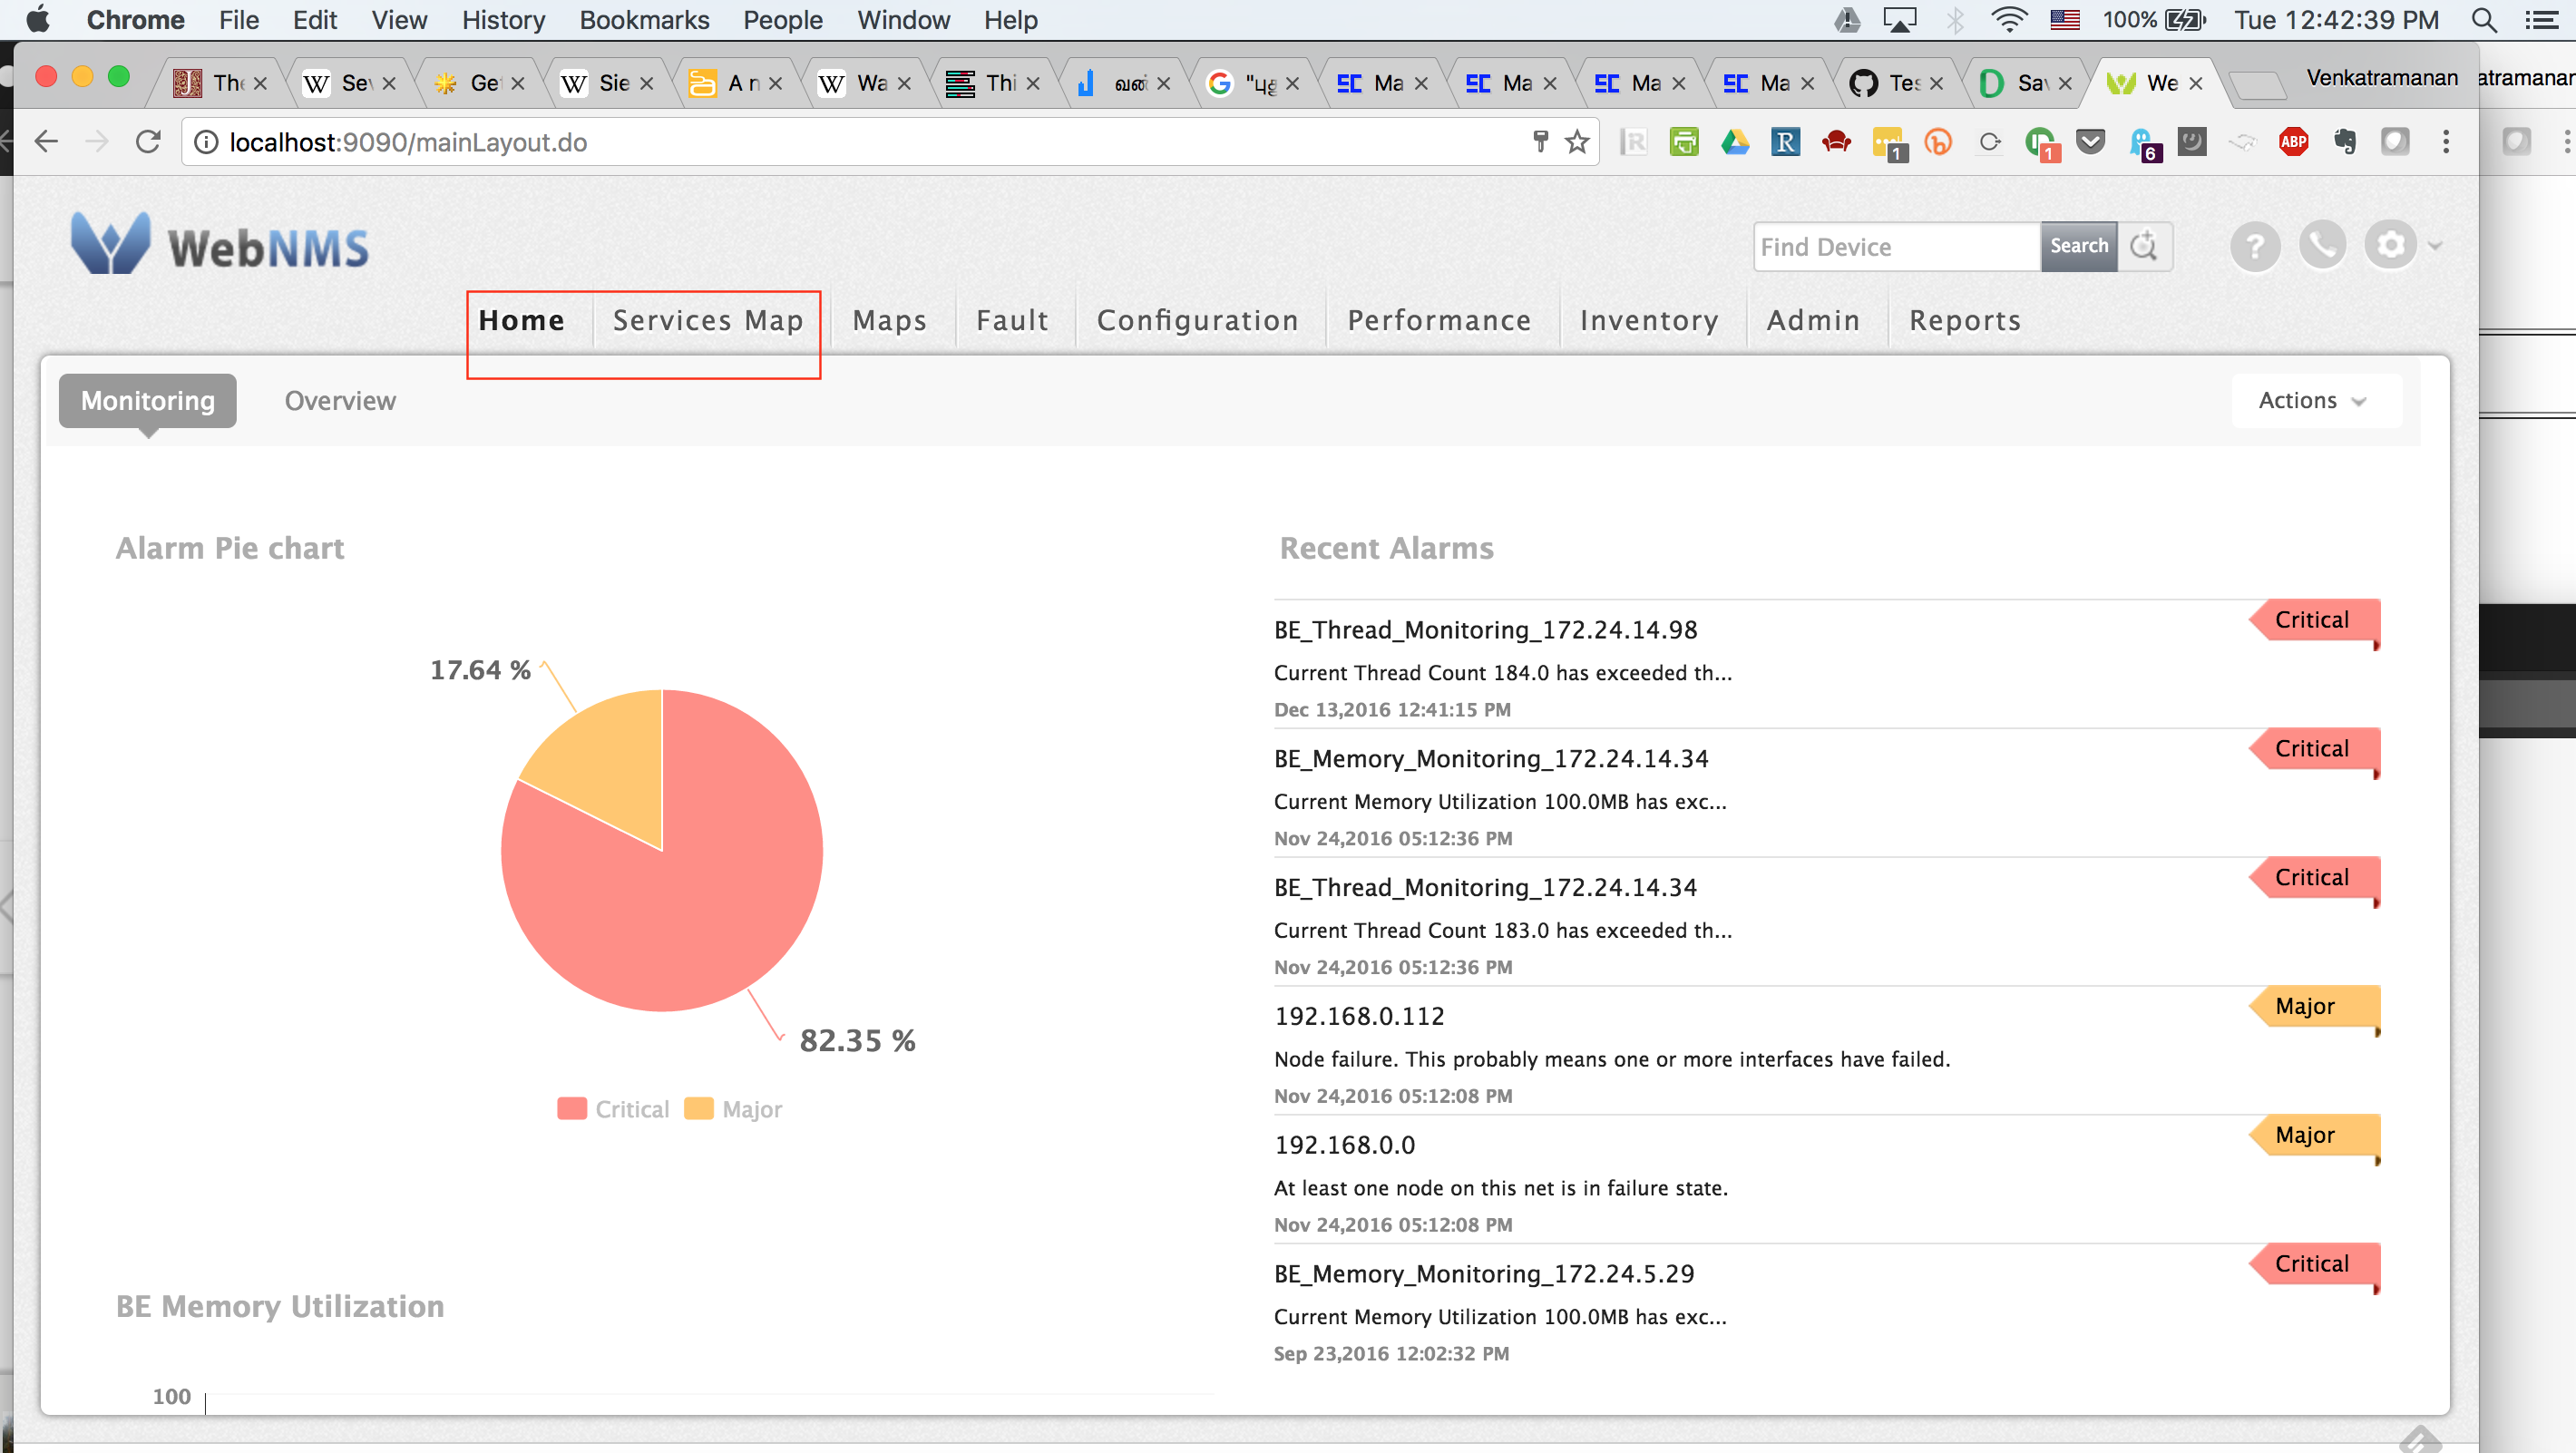 Chrome File Edit View History Bookmarks People Window Help 100% Tue 12:42:39 PM
The Sev Get Sie A n Wa Thi வன் "புத Ma Ma Ma Ma Tes Sav We Venkatramanan atramanan
localhost:9090/mainLayout.do 1 1 6 ABP
WebNMS
Find Device Search
Home Services Map Maps Fault Configuration Performance Inventory Admin Reports
Monitoring Overview Actions
Alarm Pie chart
17.64 %
82.35 %
Critical Major
BE Memory Utilization
100
Recent Alarms
BE_Thread_Monitoring_172.24.14.98 Critical
Current Thread Count 184.0 has exceeded th...
Dec 13,2016 12:41:15 PM
BE_Memory_Monitoring_172.24.14.34 Critical
Current Memory Utilization 100.0MB has exc...
Nov 24,2016 05:12:36 PM
BE_Thread_Monitoring_172.24.14.34 Critical
Current Thread Count 183.0 has exceeded th...
Nov 24,2016 05:12:36 PM
192.168.0.112 Major
Node failure. This probably means one or more interfaces have failed.
Nov 24,2016 05:12:08 PM
192.168.0.0 Major
At least one node on this net is in failure state.
Nov 24,2016 05:12:08 PM
BE_Memory_Monitoring_172.24.5.29 Critical
Current Memory Utilization 100.0MB has exc...
Sep 23,2016 12:02:32 PM